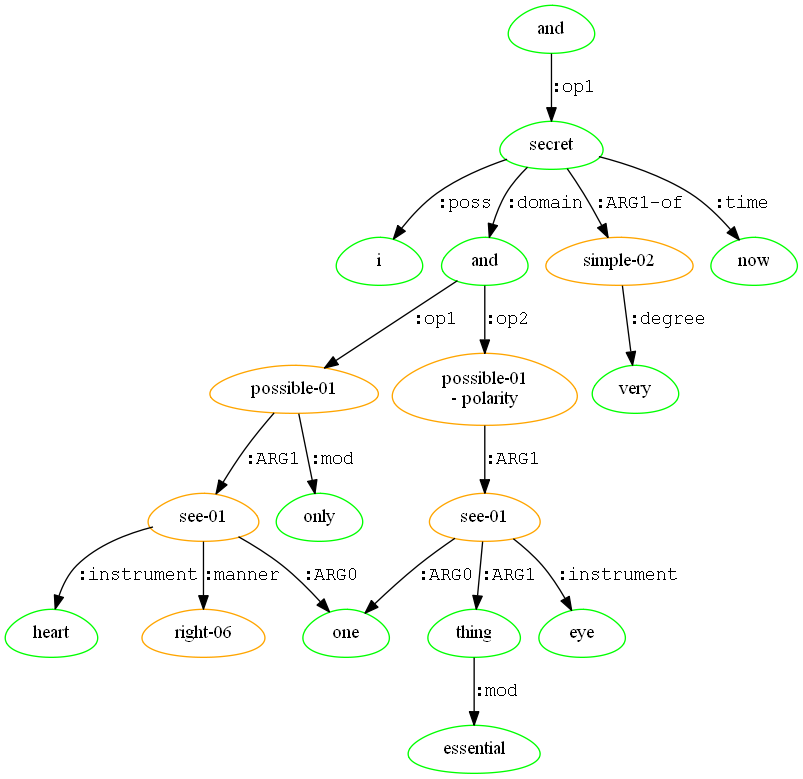 and
:op1
secret
:poss
:domain
:ARG1-of
:time
i
and
simple-02
now
:op1
:op2
:degree
possible-01
possible-01
- polarity
very
:ARG1
:mod
:ARG1
see-01
only
see-01
:instrument
:manner
:ARG0
:ARG0
:ARG1
:instrument
heart
right-06
one
thing
eye
:mod
essential